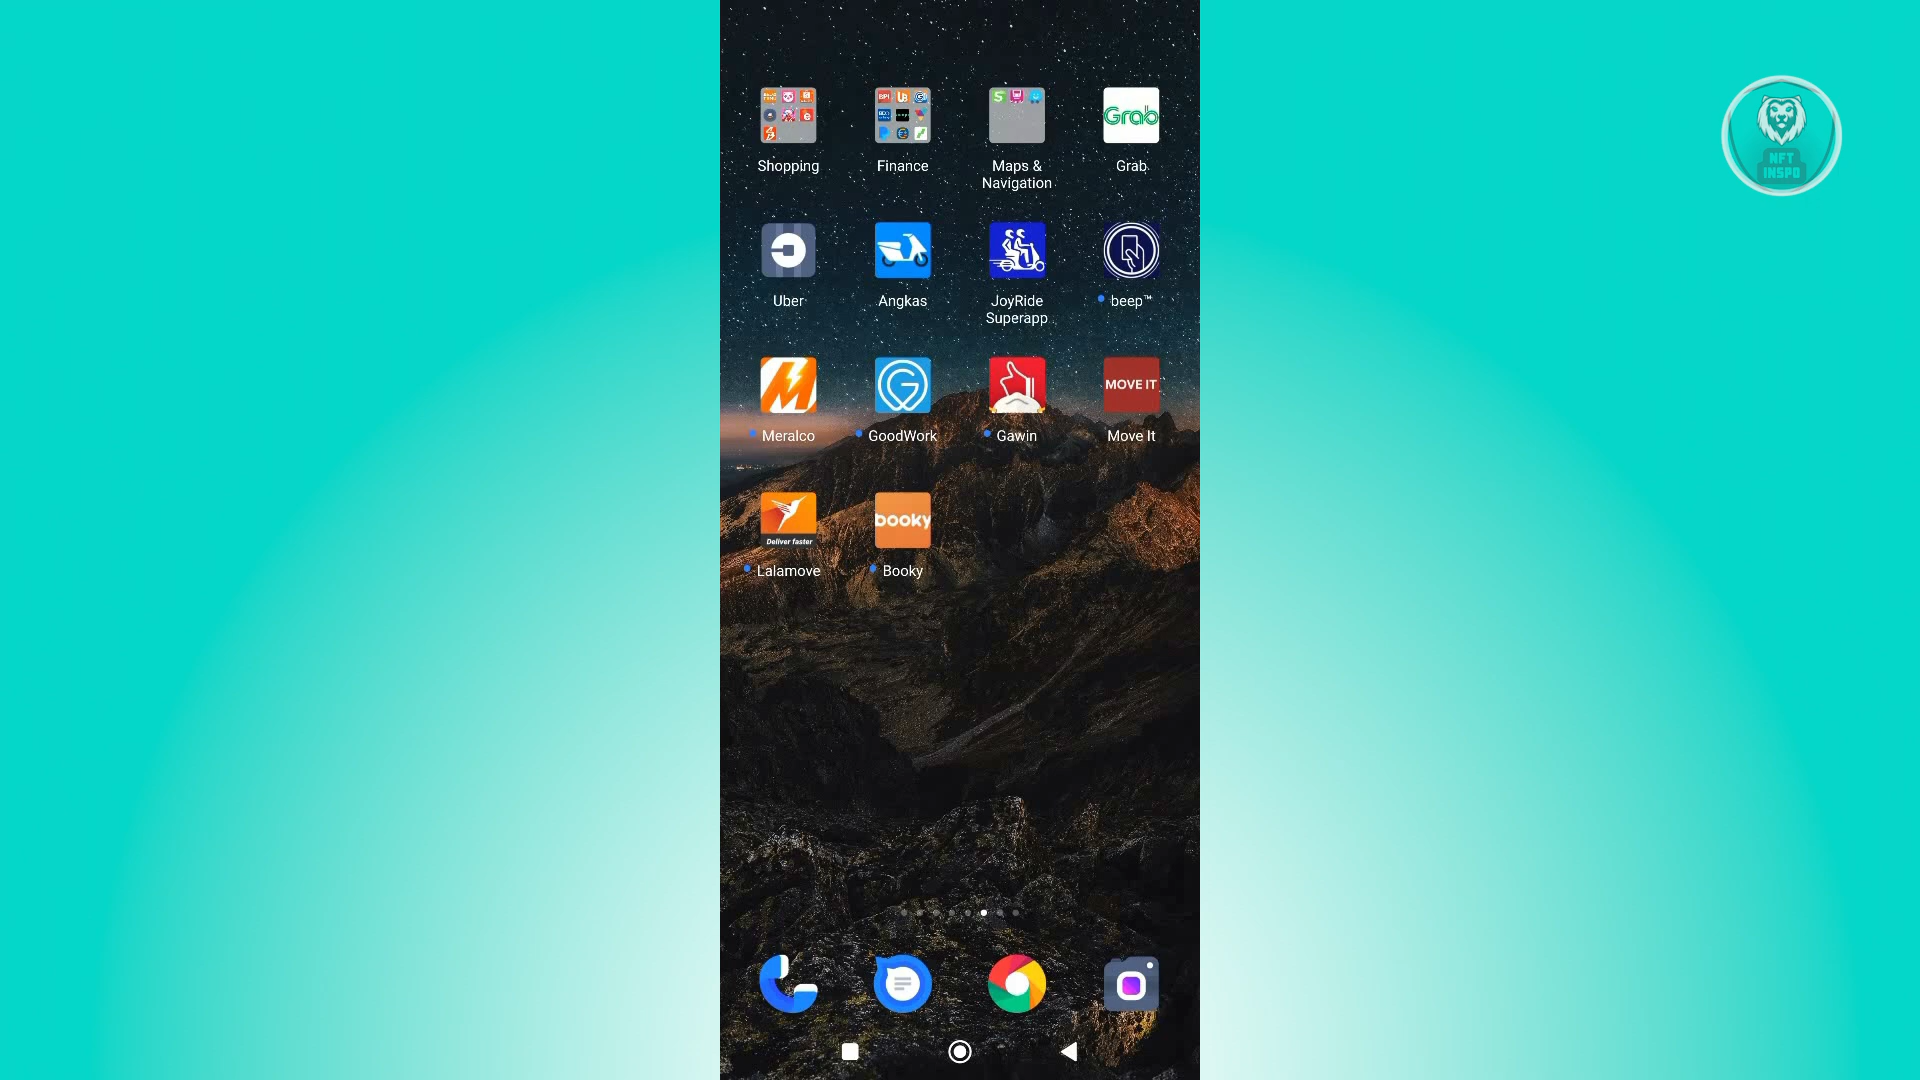 Grab
Shopping
Finance
Maps &
Navigation
Grab
Uber
Angkas
JoyRide
Superapp
beep™
MOVE IT
Meralco
GoodWork
Gawin
Move It
Deliver faster
booky
Lalamove
Booky
NFT
INSPO